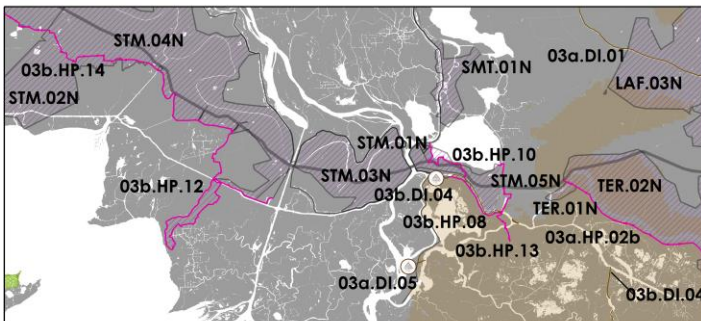 STM.04N
SMT.01N
03a.DI.01
03b.HP.14
LAF.03N
STM.02N
STM.01N
03b.HP.10
STM.03N
STM.05N
03b.HP.12
03b.DI.04
TER.02N
TER.01N
03b.HP.08
03a.HP.02b
03b.HP.13
03a.DI.05
03b.DI.04